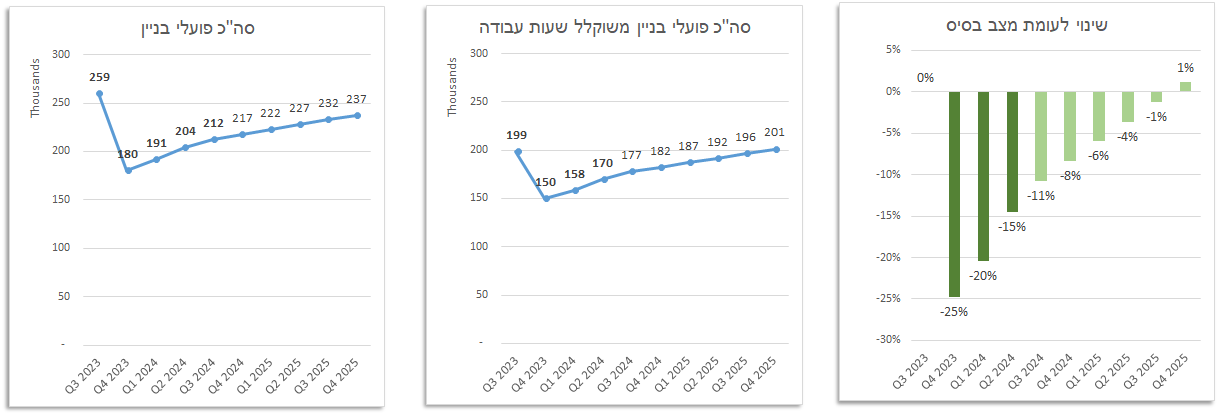 סה"כ פועלי בניין
Thousands
300
250
200
150
100
50
-
259
180
191
204
212
217
222
227
232
237
Q3 2023
Q4 2023
Q1 2024
Q2 2024
Q3 2024
Q4 2024
Q1 2025
Q2 2025
Q3 2025
Q4 2025
סה"כ פועלי בניין משוקלל שעות עבודה
Thousands
300
250
200
150
100
50
-
199
150
158
170
177
182
187
192
196
201
Q3 2023
Q4 2023
Q1 2024
Q2 2024
Q3 2024
Q4 2024
Q1 2025
Q2 2025
Q3 2025
Q4 2025
שינוי לעומת מצב בסיס
5%
0%
-5%
-10%
-15%
-20%
-25%
-30%
0%
-25%
-20%
-15%
-11%
-8%
-6%
-4%
-1%
1%
Q3 2023
Q4 2023
Q1 2024
Q2 2024
Q3 2024
Q4 2024
Q1 2025
Q2 2025
Q3 2025
Q4 2025